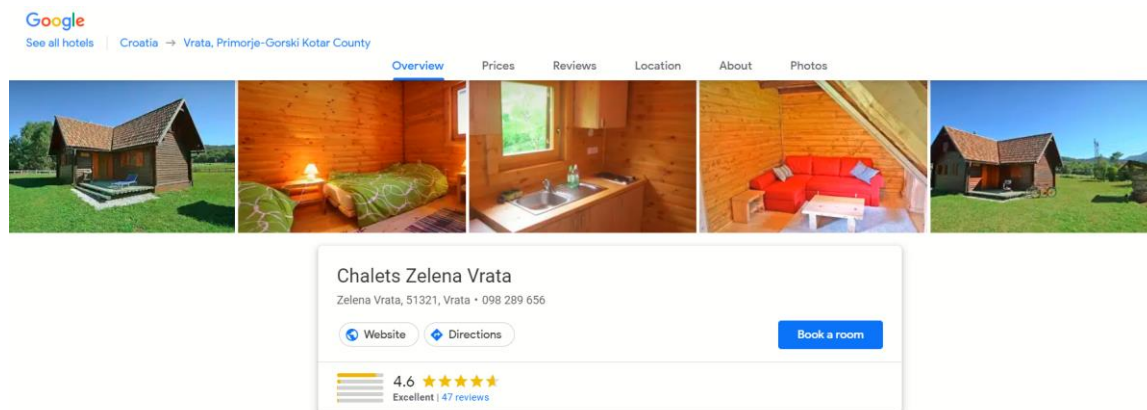 Google
See all hotels Croatia → Vrata, Primorje-Gorski Kotar County
Overview Prices Reviews Location About Photos
Chalets Zelena Vrata
Zelena Vrata, 51321, Vrata • 098 289 656
Website Directions Book a room
4.6
Excellent | 47 reviews